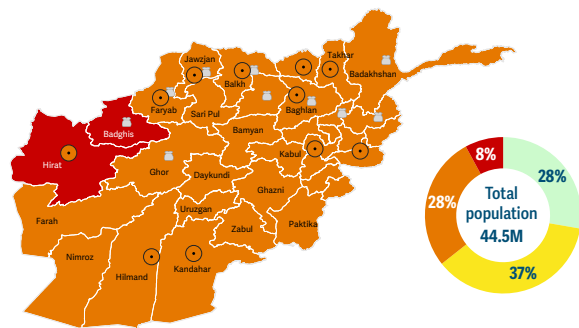 Jawzjan
Takhar
Balkh
Badakhshan
Faryab
Baghlan
Sari Pul
Badghis
Bamyan
Kabul
Hirat
Ghor
Daykundi
Ghazni
Uruzgan
Farah
Paktika
Zabul
Nimroz
Hilmand
Kandahar
8%
28%
28%
Total
population
44.5M
37%